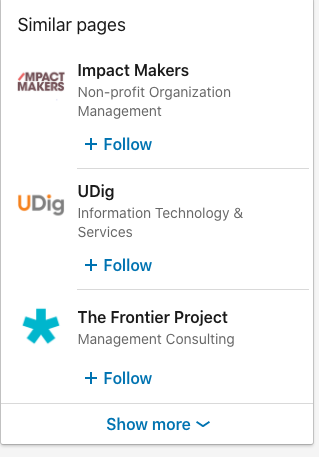 Similar pages
IMPACT
MAKERS
Impact Makers
Non-profit Organization
Management
+ Follow
UDig
UDig
Information Technology &
Services
+ Follow
The Frontier Project
Management Consulting
+ Follow
Show more